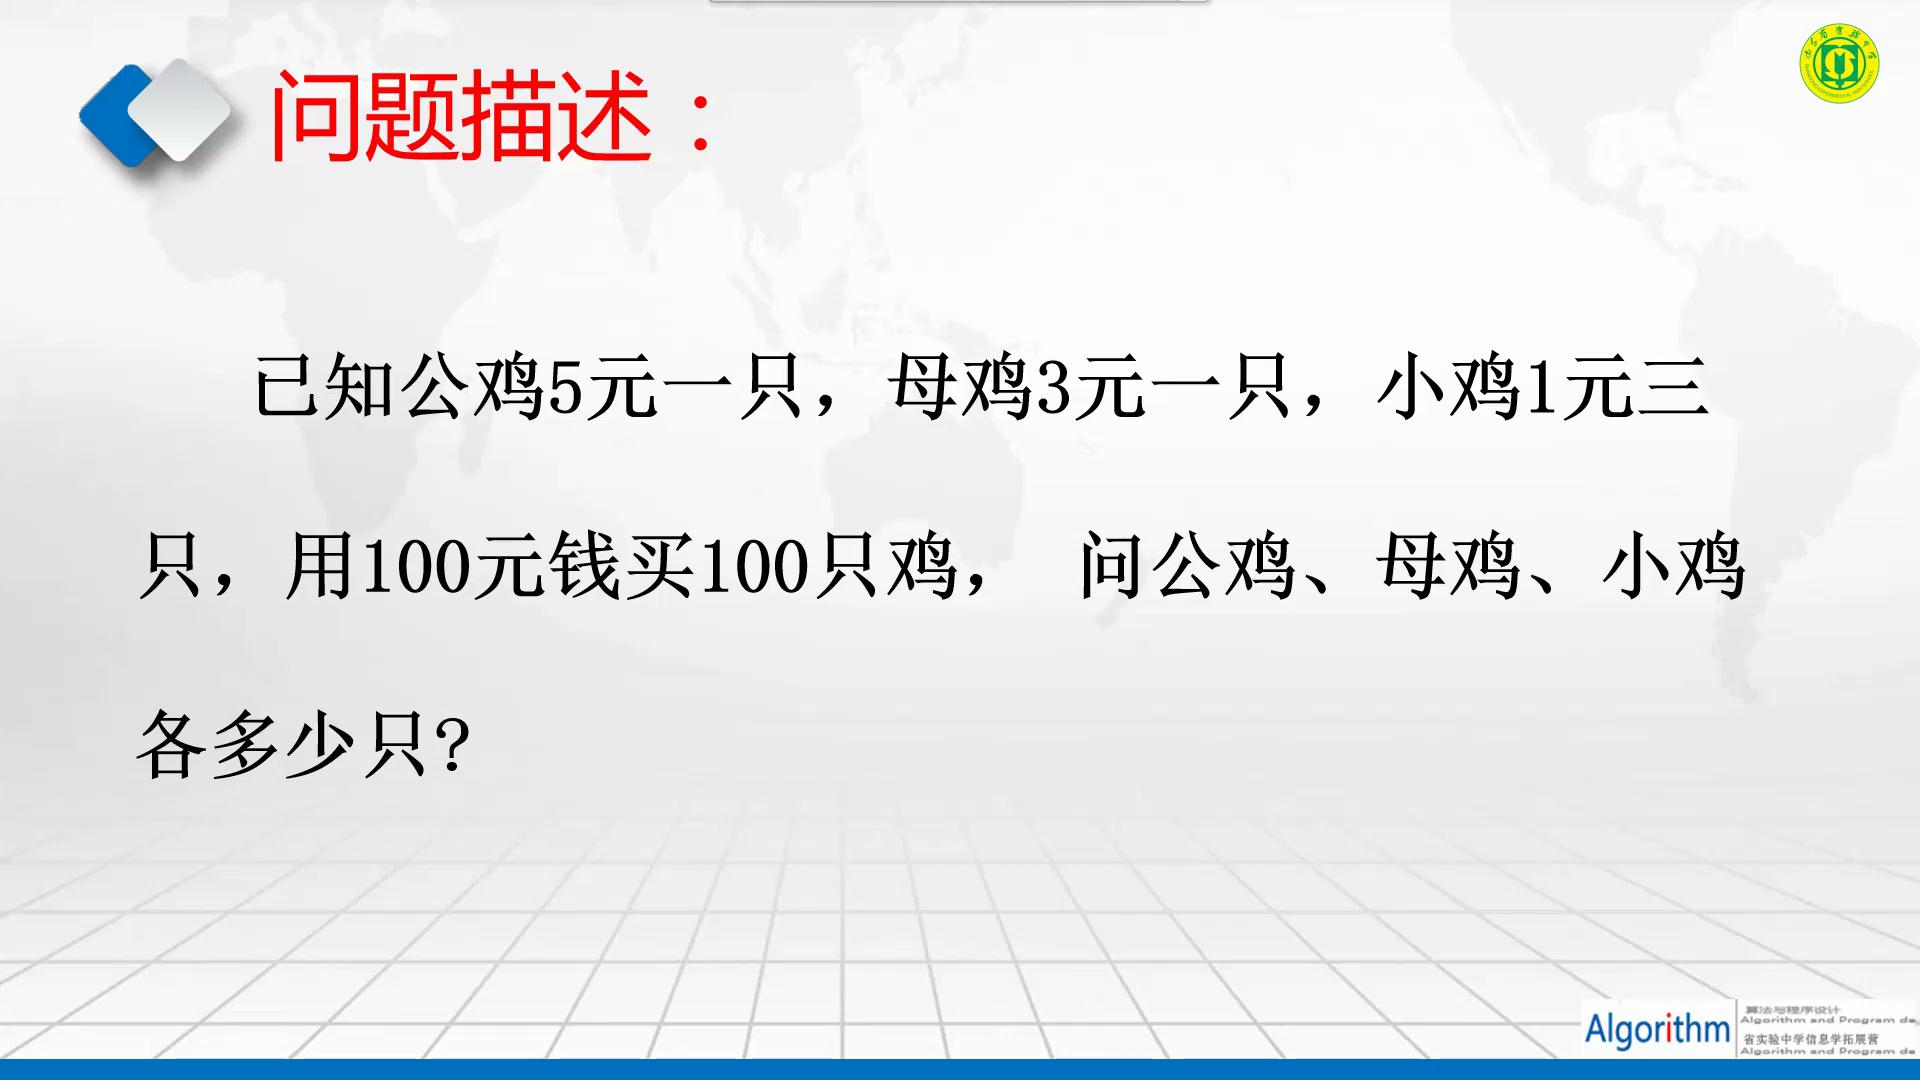 问题描述：
已知公鸡5元一只，母鸡3元一只，小鸡1元三
只，用100元钱买100只鸡， 问公鸡、母鸡、小鸡
各多少只?
Algorithm
算法与程序设计
Algorithm and Program de
省实验中学信息学拓展营
Algorithm and Program de